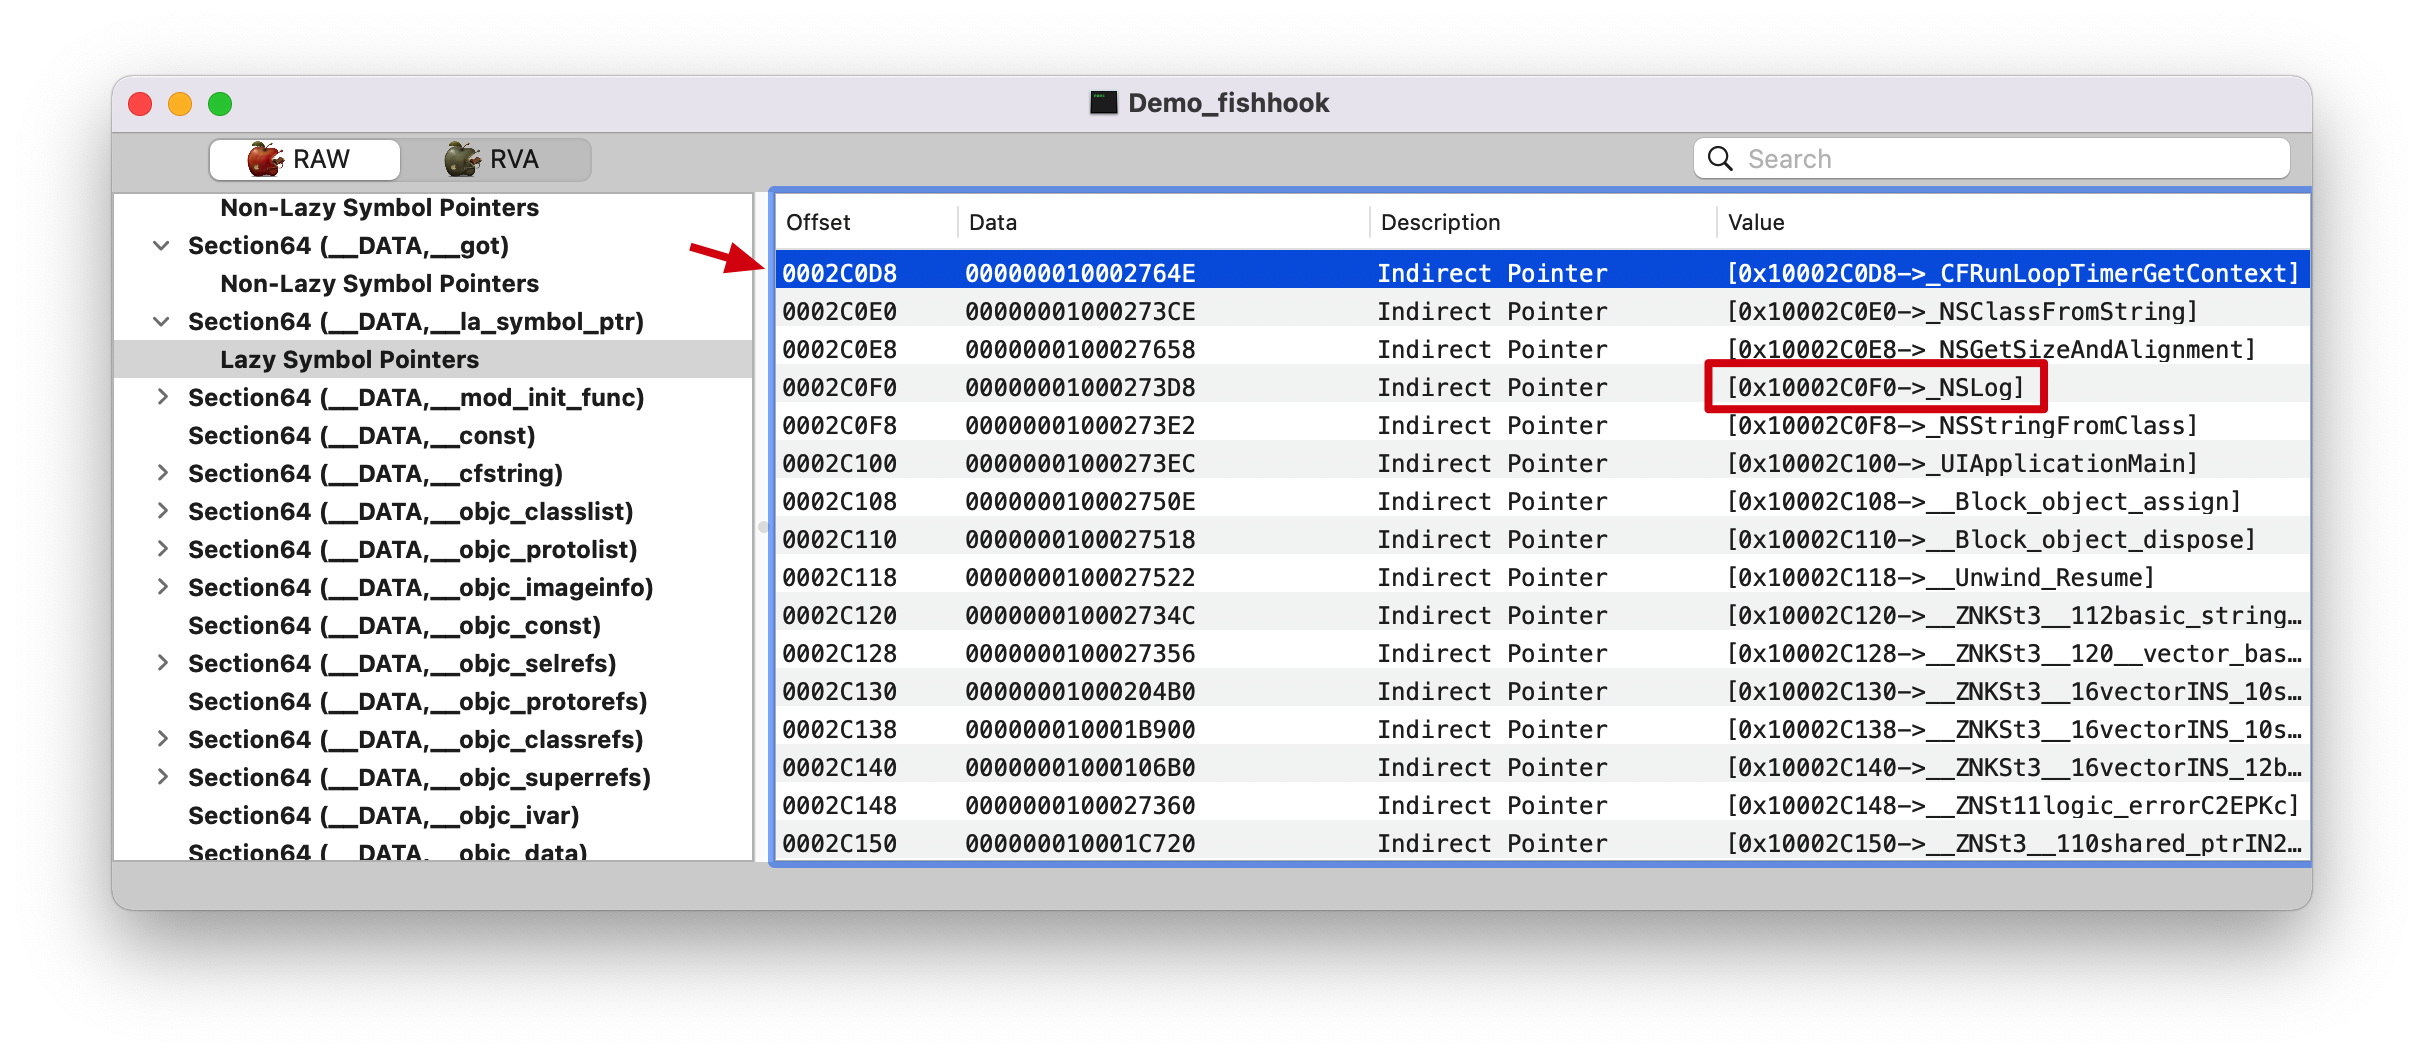 Demo_fishhook
RAW
RVA
Search
Non-Lazy Symbol Pointers
Section64 (__DATA,__got)
Non-Lazy Symbol Pointers
Section64 (__DATA,__la_symbol_ptr)
Lazy Symbol Pointers
Section64 (__DATA,__mod_init_func)
Section64 (__DATA,__const)
Section64 (__DATA,__cfstring)
Section64 (__DATA,__objc_classlist)
Section64 (__DATA,__objc_protolist)
Section64 (__DATA,__objc_imageinfo)
Section64 (__DATA,__objc_const)
Section64 (__DATA,__objc_selrefs)
Section64 (__DATA,__objc_protorefs)
Section64 (__DATA,__objc_classrefs)
Section64 (__DATA,__objc_superrefs)
Section64 (__DATA,__objc_ivar)
Section64 (__DATA,__objc_data)
Offset Data Description Value
0002C0D8 000000010002764E Indirect Pointer [0x10002C0D8->_CFRunLoopTimerGetContext]
0002C0E0 00000001000273CE Indirect Pointer [0x10002C0E0->_NSClassFromString]
0002C0E8 0000000100027658 Indirect Pointer [0x10002C0E8->_NSGetSizeAndAlignment]
0002C0F0 00000001000273D8 Indirect Pointer [0x10002C0F0->_NSLog]
0002C0F8 00000001000273E2 Indirect Pointer [0x10002C0F8->_NSStringFromClass]
0002C100 00000001000273EC Indirect Pointer [0x10002C100->_UIApplicationMain]
0002C108 000000010002750E Indirect Pointer [0x10002C108->__Block_object_assign]
0002C110 0000000100027518 Indirect Pointer [0x10002C110->__Block_object_dispose]
0002C118 0000000100027522 Indirect Pointer [0x10002C118->__Unwind_Resume]
0002C120 000000010002734C Indirect Pointer [0x10002C120->__ZNKSt3__112basic_string…
0002C128 0000000100027356 Indirect Pointer [0x10002C128->__ZNKSt3__120__vector_bas…
0002C130 00000001000204B0 Indirect Pointer [0x10002C130->__ZNKSt3__16vectorINS_10s…
0002C138 000000010001B900 Indirect Pointer [0x10002C138->__ZNKSt3__16vectorINS_10s…
0002C140 00000001000106B0 Indirect Pointer [0x10002C140->__ZNKSt3__16vectorINS_12b…
0002C148 0000000100027360 Indirect Pointer [0x10002C148->__ZNSt11logic_errorC2EPKc]
0002C150 000000010001C720 Indirect Pointer [0x10002C150->__ZNSt3__110shared_ptrIN2…